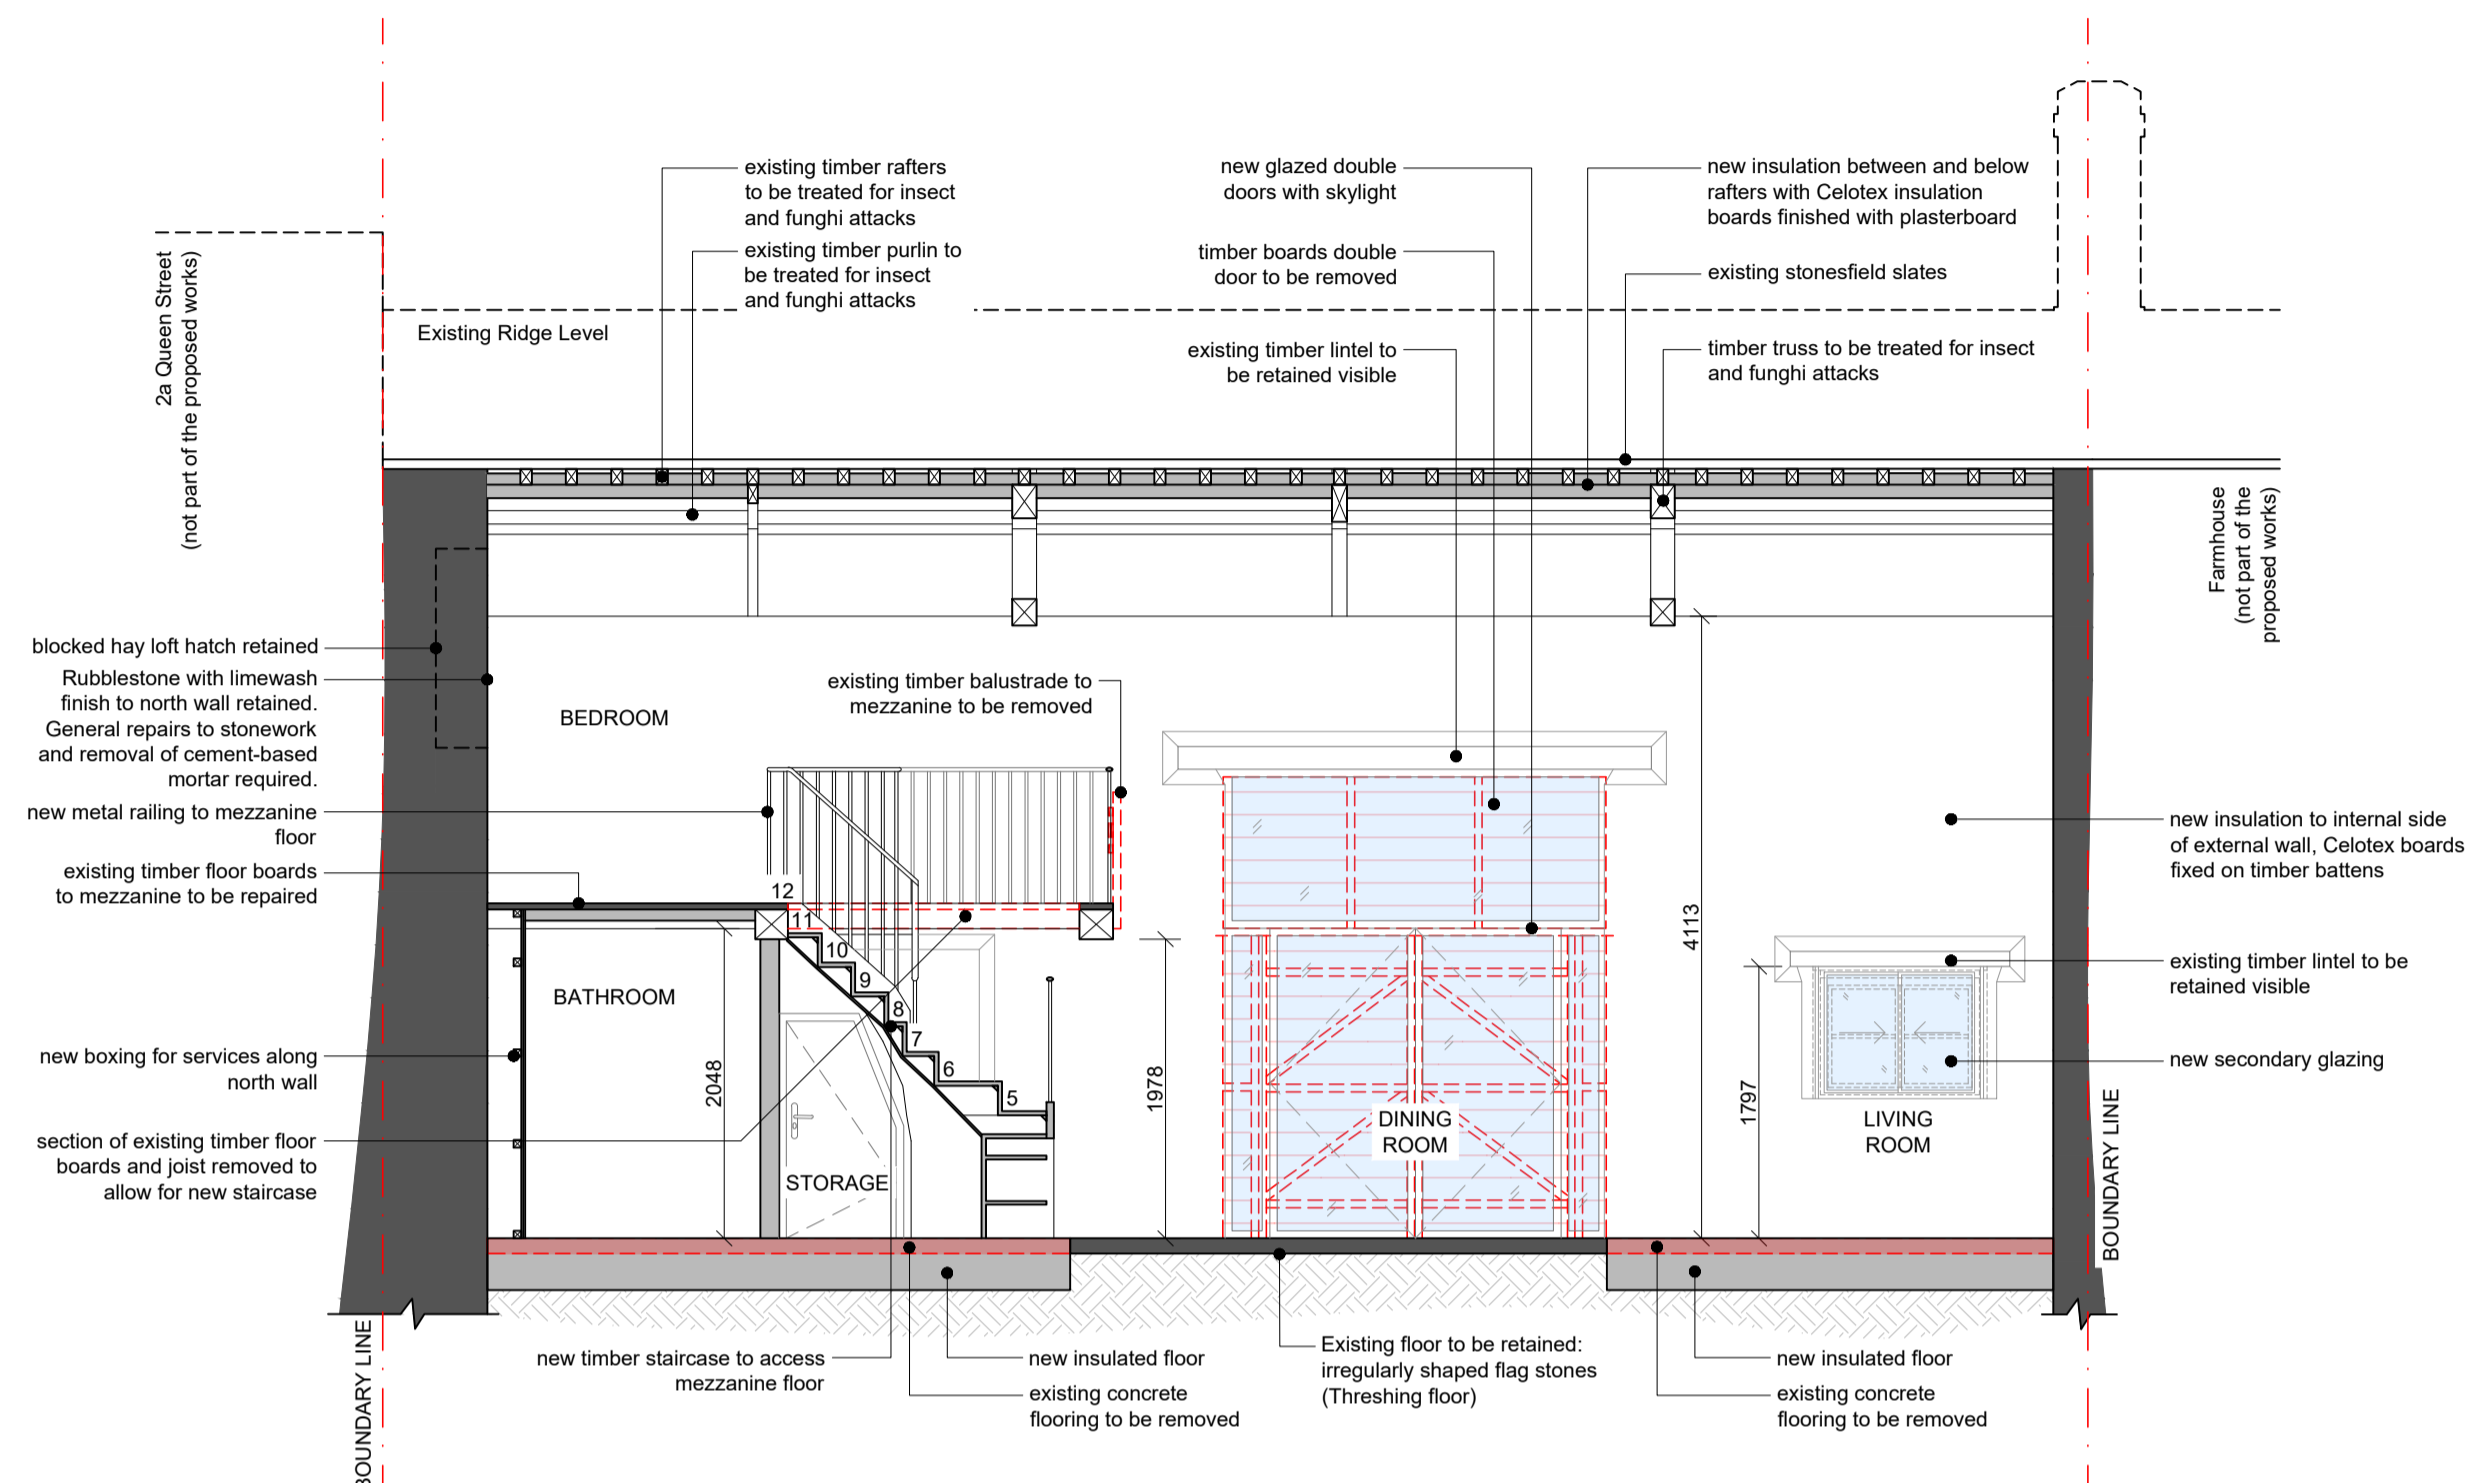 existing timber rafters
to be treated for insect
and funghi attacks
existing timber purlin to
be treated for insect
and funghi attacks
new glazed double
doors with skylight
timber boards double
door to be removed
existing timber lintel to
be retained visible
new insulation between and below
rafters with Celotex insulation
boards finished with plasterboard
existing stonesfield slates
timber truss to be treated for insect
and funghi attacks
2a Queen Street
(not part of the proposed works)
Existing Ridge Level
Farmhouse
(not part of the
proposed works)
blocked hay loft hatch retained
Rubblestone with limewash
finish to north wall retained.
General repairs to stonework
and removal of cement-based
mortar required.
new metal railing to mezzanine
floor
existing timber floor boards
to mezzanine to be repaired
new boxing for services along
north wall
section of existing timber floor
boards and joist removed to
allow for new staircase
BEDROOM
existing timber balustrade to
mezzanine to be removed
BATHROOM
STORAGE
12
11
10
9
8
7
6
5
2048
1978
4113
1797
DINING
ROOM
LIVING
ROOM
new insulation to internal side
of external wall, Celotex boards
fixed on timber battens
existing timber lintel to be
retained visible
new secondary glazing
BOUNDARY LINE
BOUNDARY LINE
new timber staircase to access
mezzanine floor
new insulated floor
existing concrete
flooring to be removed
Existing floor to be retained:
irregularly shaped flag stones
(Threshing floor)
new insulated floor
existing concrete
flooring to be removed